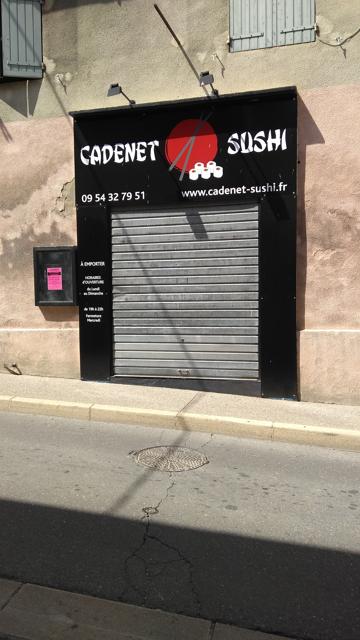 CADENET SUSHI
09 54 32 79 51 www.cadenet-sushi.fr
À EMPORTER
HORAIRES
D'OUVERTURE
du Lundi
au Dimanche
de 19h à 22h
Fermeture
Mercredi